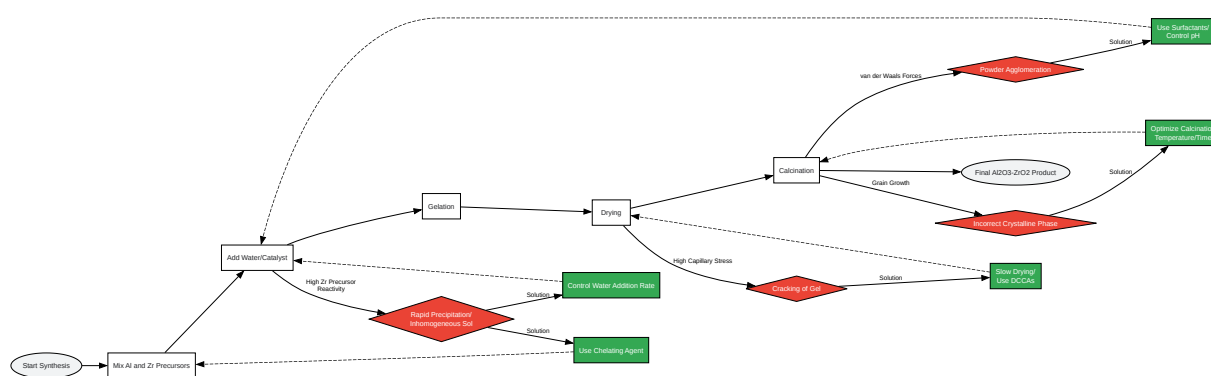 Use Surfactants/
Control pH
Solution
Powder Agglomeration
van der Waals Forces
Optimize Calcinatio
Temperature/Time
Calcination
Final Al2O3-ZrO2 Product
Solution
Grain Growth
Incorrect Crystalline Phase
Gelation
Drying
Add Water/Catalyst
High Capillary Stress
Slow Drying/
Use DCCAs
Solution
Cracking of Gel
High Zr Precursor
Reactivity
Control Water Addition Rate
Solution
Rapid Precipitation/
Inhomogeneous Sol
Solution
Use Chelating Agent
Start Synthesis
Mix Al and Zr Precursors